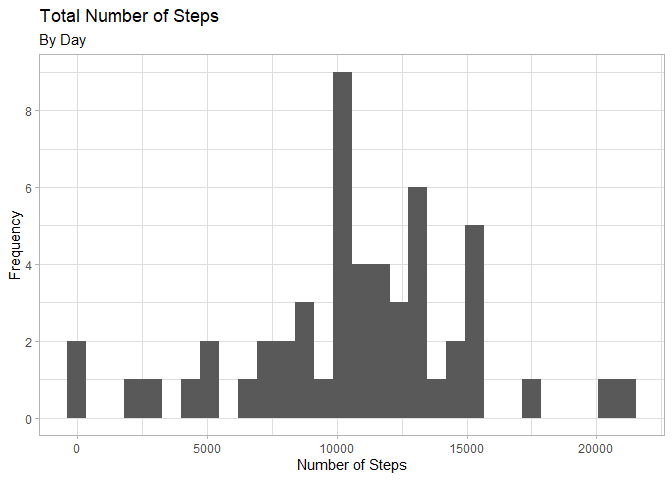 Total Number of Steps
By Day
8
6
4
2
0
Frequency
0 5000 10000 15000 20000
Number of Steps